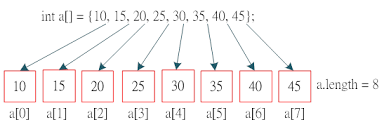 int a[] = {10, 15, 20, 25, 30, 35, 40, 45};
10 15 20 25 30 35 40 45 a.length = 8
a[0] a[1] a[2] a[3] a[4] a[5] a[6] a[7]